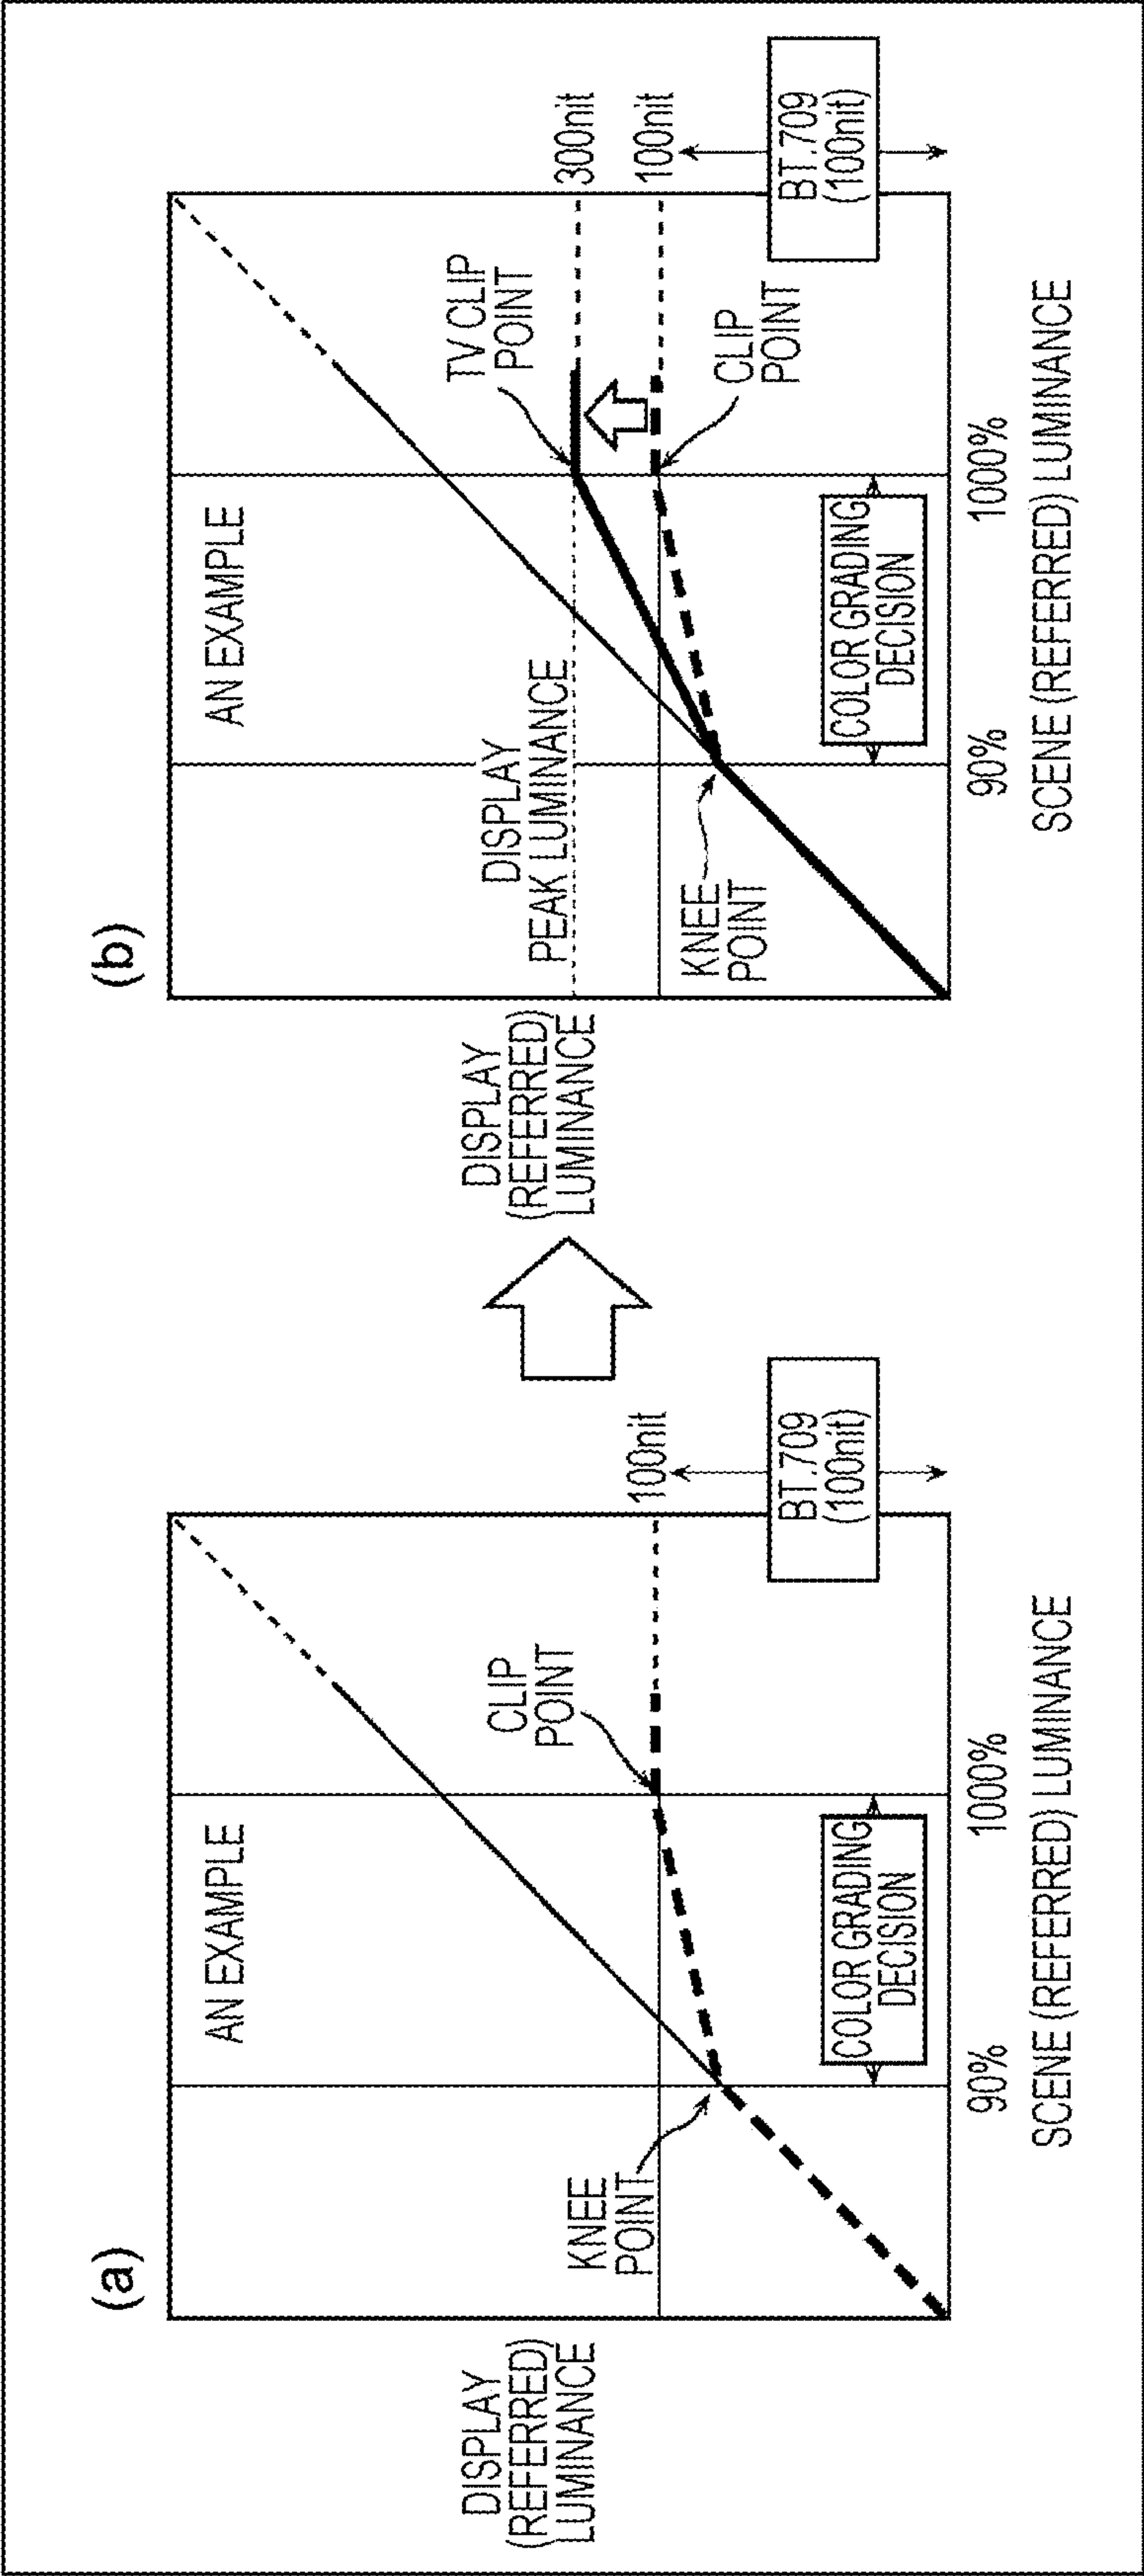 (a)
DISPLAY
(REFERRED)
LUMINANCE
AN EXAMPLE
KNEE
POINT
CLIP
POINT
100nit
BT.709
(100nit)
COLOR GRADING
DECISION
90%
1000%
SCENE (REFERRED) LUMINANCE
(b)
DISPLAY
(REFERRED)
LUMINANCE
AN EXAMPLE
DISPLAY
PEAK LUMINANCE
TV CLIP
POINT
300nit
100nit
KNEE
POINT
CLIP
POINT
BT.709
(100nit)
COLOR GRADING
DECISION
90%
1000%
SCENE (REFERRED) LUMINANCE